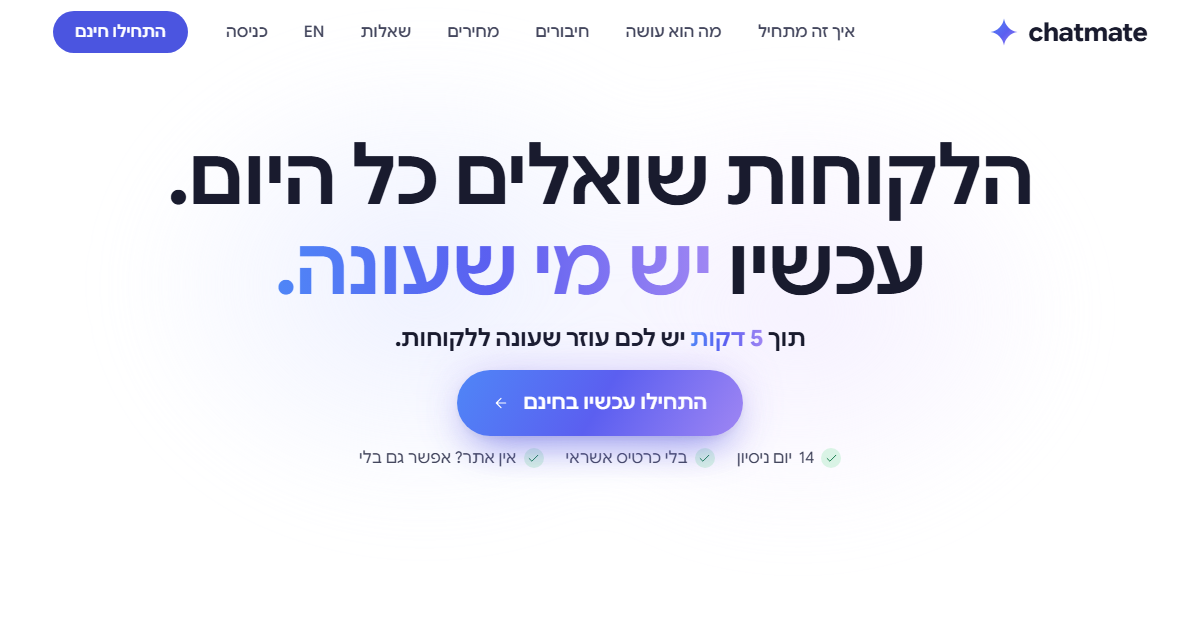 chatmate
איך זה מתחיל
מה הוא עושה
חיבורים
מחירים
שאלות
EN
כניסה
התחילו חינם
הלקוחות שואלים כל היום.
עכשיו יש מי שעונה.
תוך 5 דקות יש לכם עוזר שעונה ללקוחות.
התחילו עכשיו בחינם ←
14 יום ניסיון
בלי כרטיס אשראי
אין אתר? אפשר גם בלי